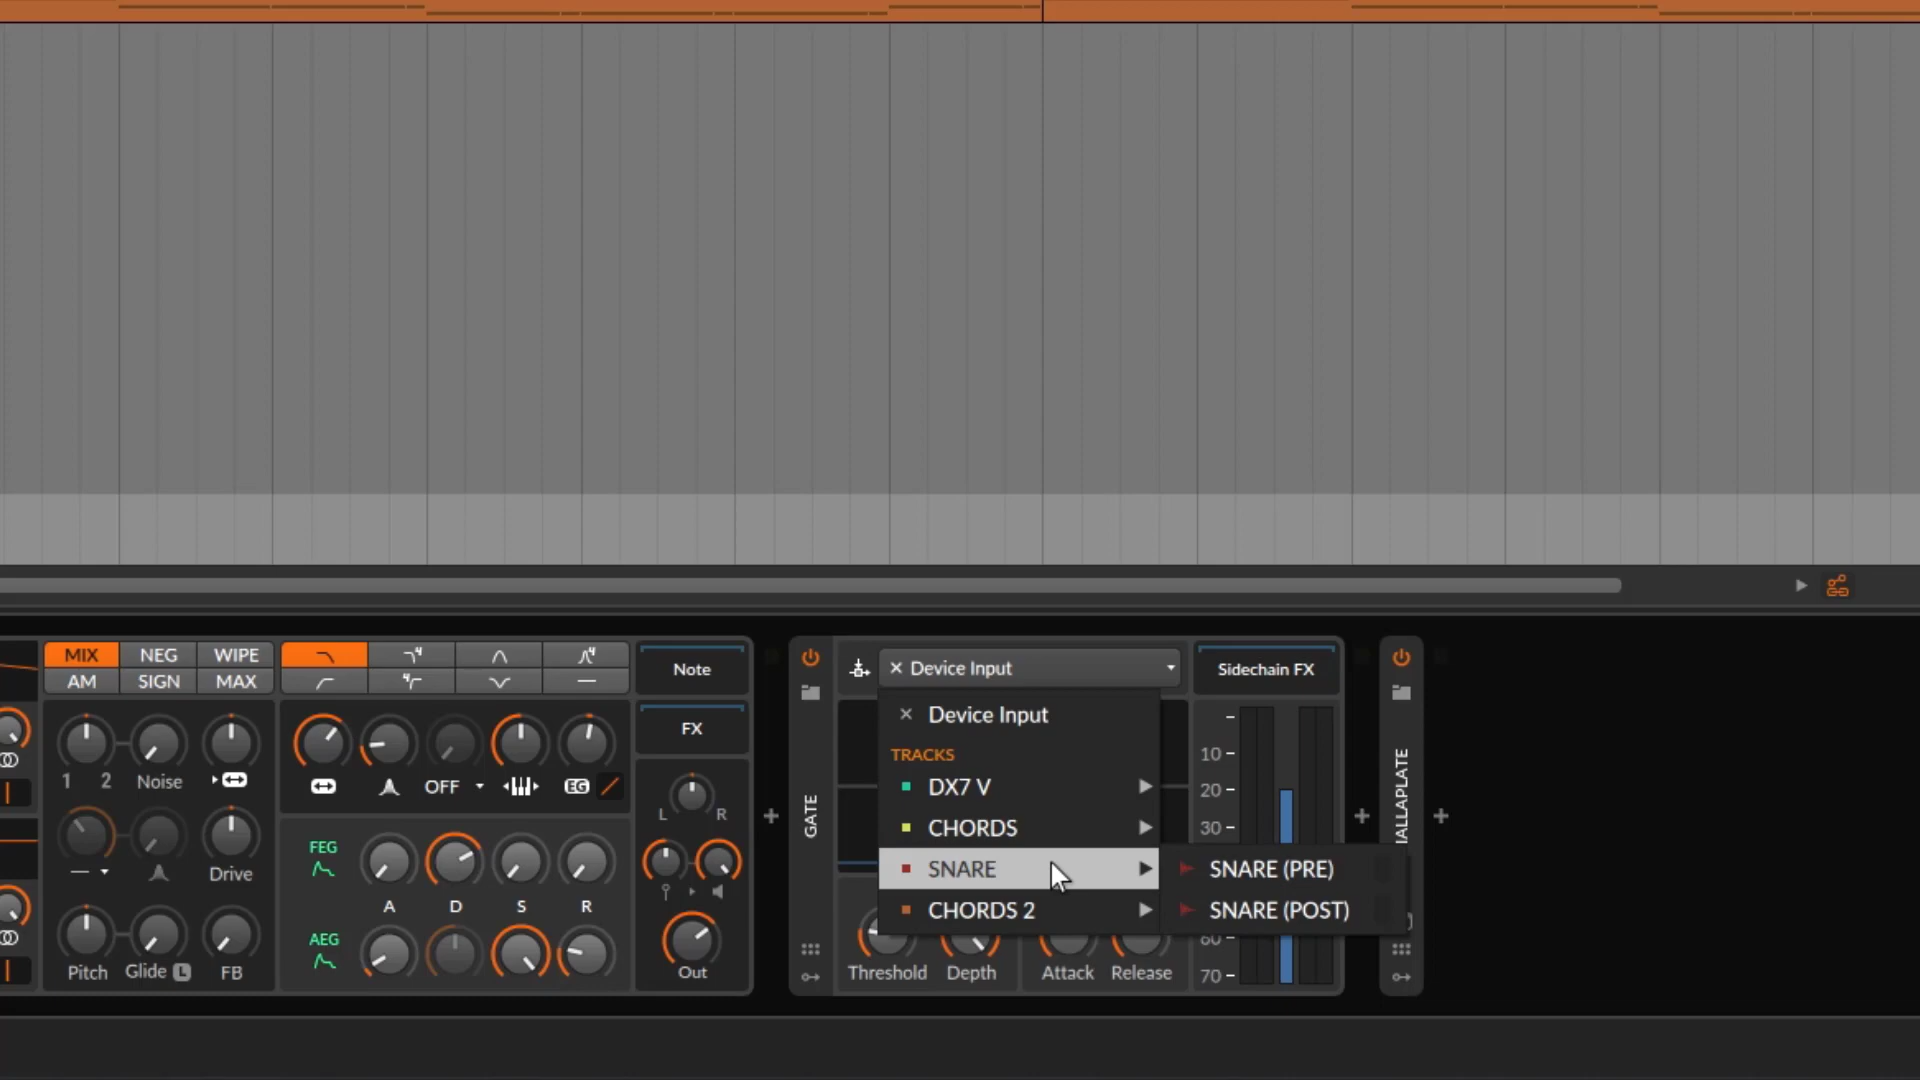 MIX NEG WIPE
AM SIGN MAX
1 2 Noise
Drive
Pitch Glide L FB
OFF EG
FEG
A D S R
AEG
Note
FX
L R
Out
GATE
× Device Input
× Device Input
TRACKS
DX7 V
CHORDS
SNARE
CHORDS 2
SNARE (PRE)
SNARE (POST)
Threshold Depth Attack Release
Sidechain FX
10
20
30
60
70